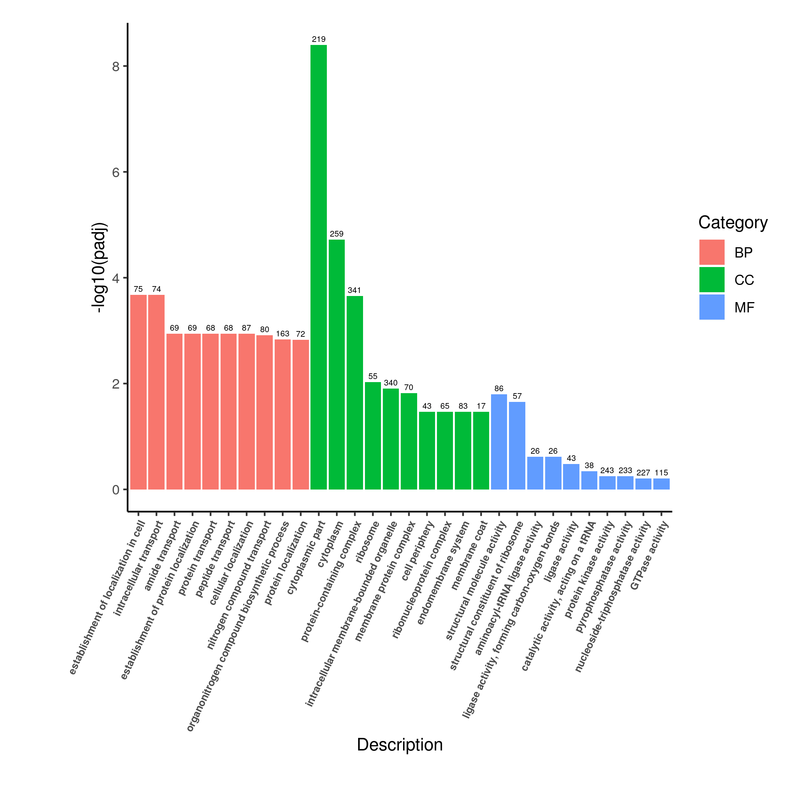 -log10(padj)
8
6
4
2
0
75
74
69
69
68
68
87
80
163
72
219
259
341
55
340
70
43
65
83
17
86
57
26
26
43
38
243
233
227
115
establishment of localization in cell
intracellular transport
amide transport
establishment of protein localization
protein transport
peptide transport
cellular localization
nitrogen compound transport
organonitrogen compound biosynthetic process
protein localization
cytoplasmic part
cytoplasm
protein-containing complex
ribosome
intracellular membrane-bounded organelle
membrane protein complex
cell periphery
ribonucleoprotein complex
endomembrane system
membrane coat
structural molecule activity
structural constituent of ribosome
aminoacyl-tRNA ligase activity
ligase activity, forming carbon-oxygen bonds
ligase activity
catalytic activity, acting on a tRNA
protein kinase activity
pyrophosphatase activity
nucleoside-triphosphatase activity
GTPase activity
Description
Category
BP
CC
MF